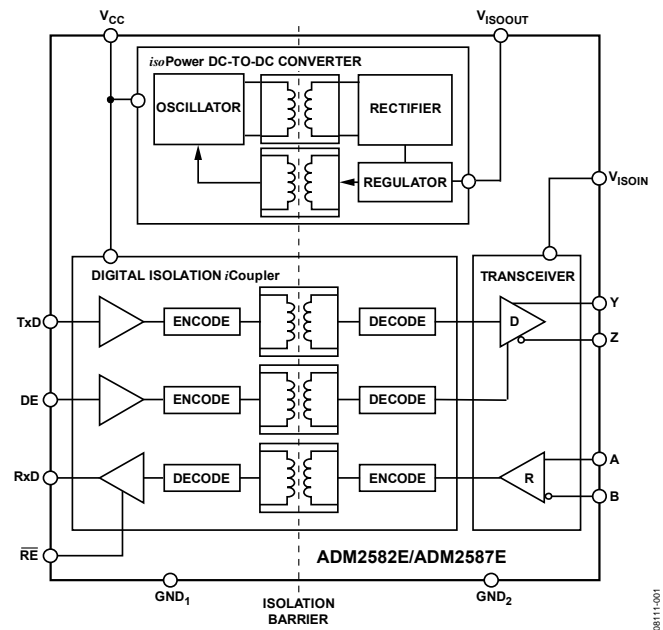 VCC
VISOOUT
isoPower DC-TO-DC CONVERTER
OSCILLATOR
RECTIFIER
REGULATOR
VISOIN
DIGITAL ISOLATION iCoupler
TRANSCEIVER
TxD
ENCODE
DECODE
D
Y
Z
DE
ENCODE
DECODE
RxD
DECODE
ENCODE
R
A
B
RE
ADM2582E/ADM2587E
GND1
ISOLATION
BARRIER
GND2
08111-001